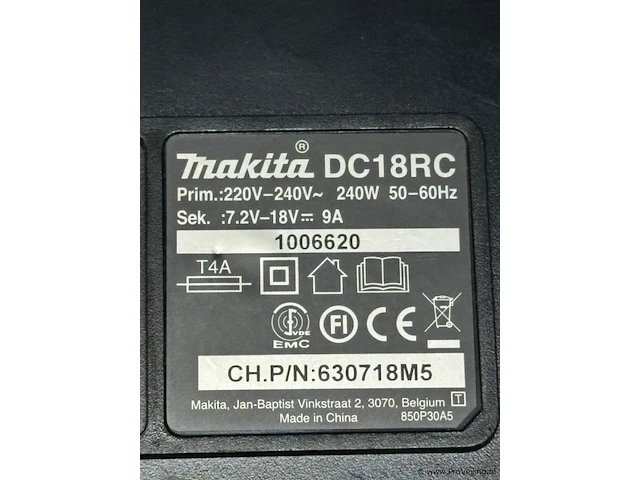 makita® DC18RC
Prim.:220V–240V~ 240W 50–60Hz
Sek. :7.2V–18V⎓ 9A
1006620
T4A
VDE
EMC
FI CE
CH.P/N:630718M5
Makita, Jan-Baptist Vinkstraat 2, 3070, Belgium T
Made in China 850P30A5